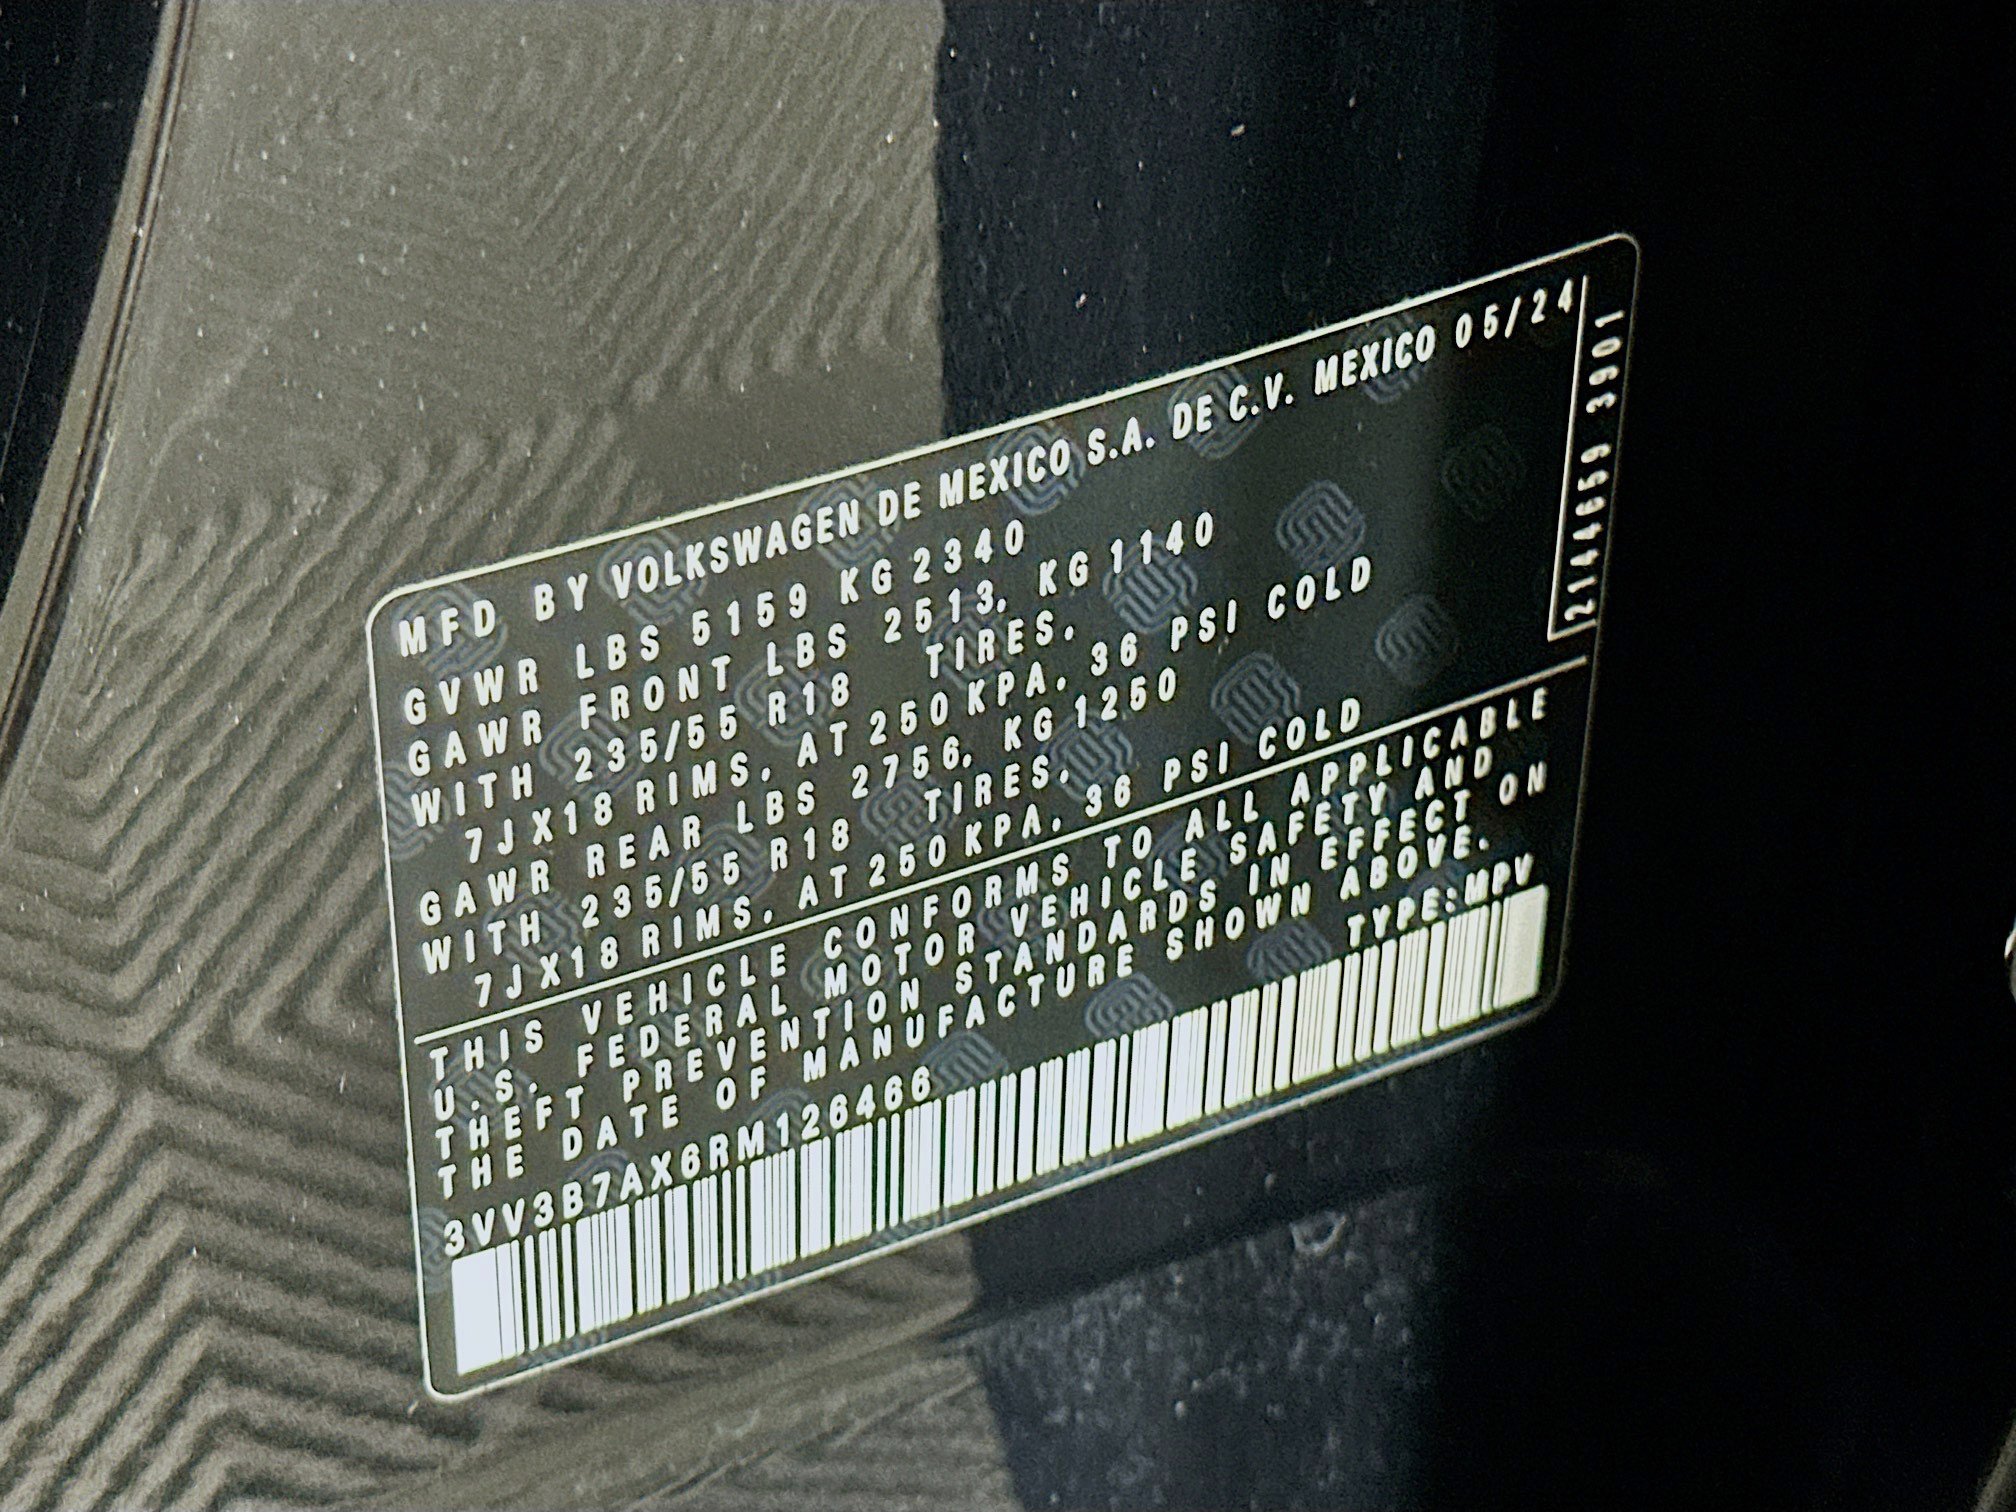 MFD BY VOLKSWAGEN DE MEXICO S.A. DE C.V. MEXICO 05/24
GVWR LBS 5159 KG 2340
GAWR FRONT LBS 2513. KG 1140
WITH 235/55 R18 TIRES.
7JX18 RIMS. AT 250 KPA. 36 PSI COLD
GAWR REAR LBS 2756. KG 1250
WITH 235/55 R18 TIRES.
7JX18 RIMS. AT 250 KPA. 36 PSI COLD
THIS VEHICLE CONFORMS TO ALL APPLICABLE
U.S. FEDERAL MOTOR VEHICLE SAFETY AND
THEFT PREVENTION STANDARDS IN EFFECT ON
THE DATE OF MANUFACTURE SHOWN ABOVE.
3VV3B7AX6RM126466 TYPE:MPV
2144659 3901